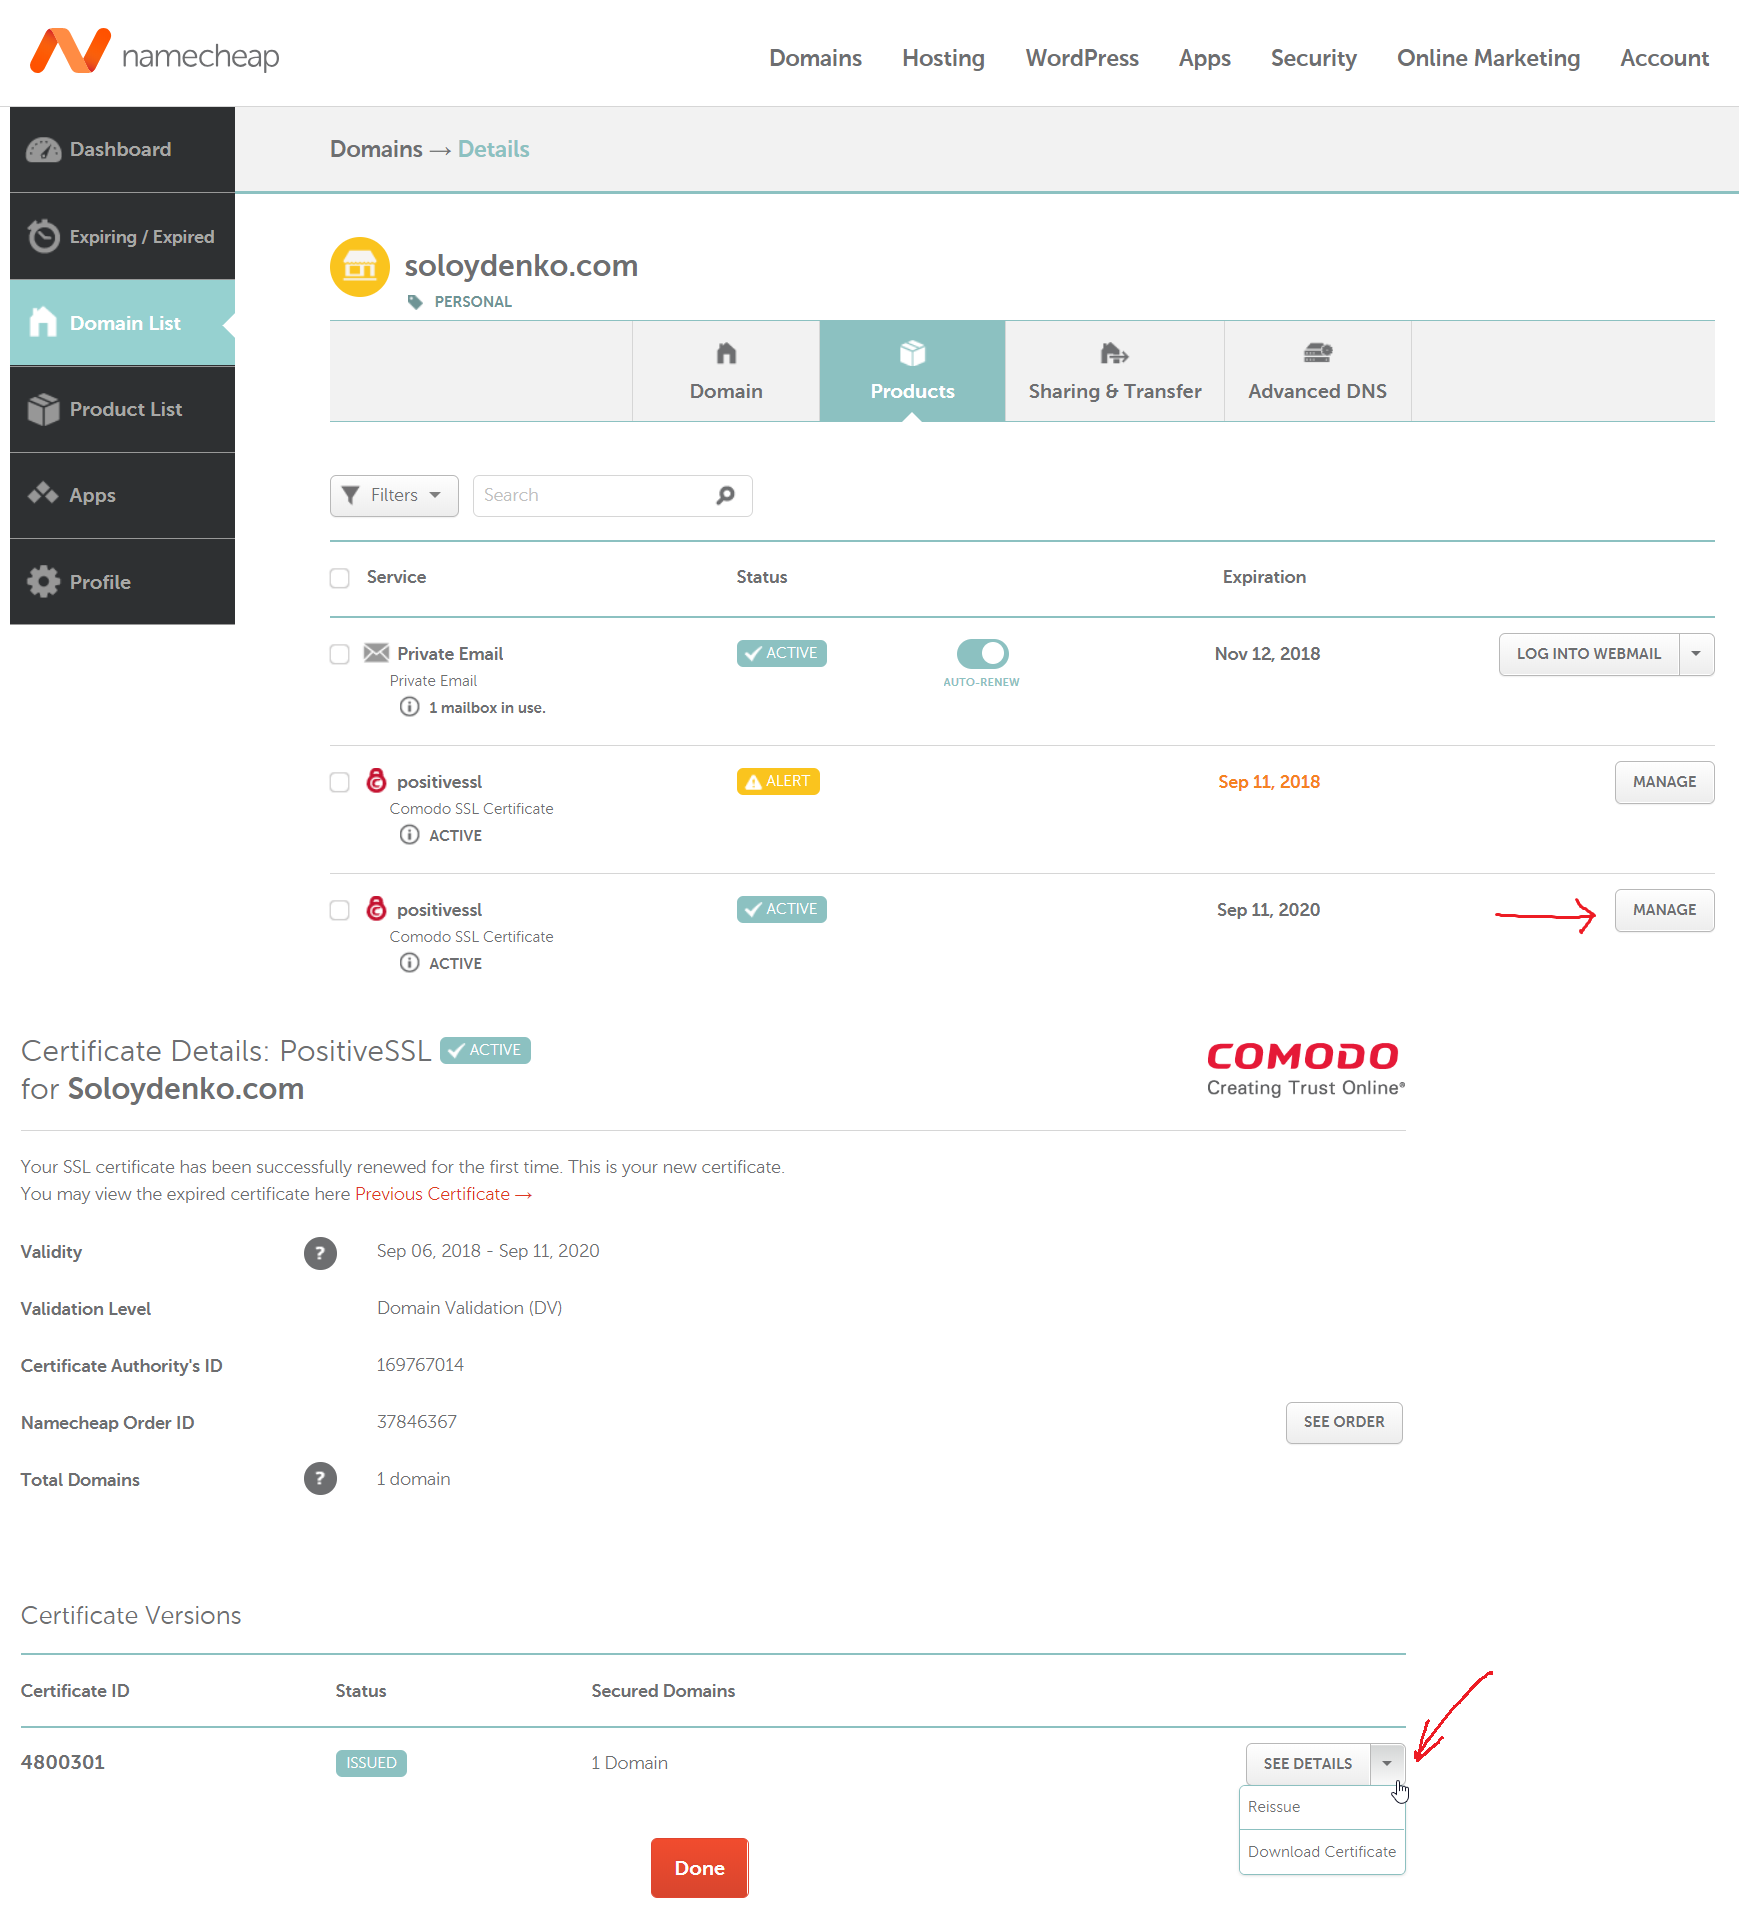 namecheap
Domains Hosting WordPress Apps Security Online Marketing Account
Dashboard
Expiring / Expired
Domain List
Product List
Apps
Profile
Domains → Details
soloydenko.com
PERSONAL
Domain Products Sharing & Transfer Advanced DNS
Filters Search
Service Status Expiration
Private Email ACTIVE Nov 12, 2018 LOG INTO WEBMAIL
Private Email AUTO-RENEW
1 mailbox in use.
positivessl ALERT Sep 11, 2018 MANAGE
Comodo SSL Certificate
ACTIVE
positivessl ACTIVE Sep 11, 2020 MANAGE
Comodo SSL Certificate
ACTIVE
Certificate Details: PositiveSSL ACTIVE
for Soloydenko.com
COMODO
Creating Trust Online®
Your SSL certificate has been successfully renewed for the first time. This is your new certificate.
You may view the expired certificate here Previous Certificate →
Validity ? Sep 06, 2018 - Sep 11, 2020
Validation Level Domain Validation (DV)
Certificate Authority's ID 169767014
Namecheap Order ID 37846367 SEE ORDER
Total Domains ? 1 domain
Certificate Versions
Certificate ID Status Secured Domains
4800301 ISSUED 1 Domain SEE DETAILS
Reissue
Download Certificate
Done